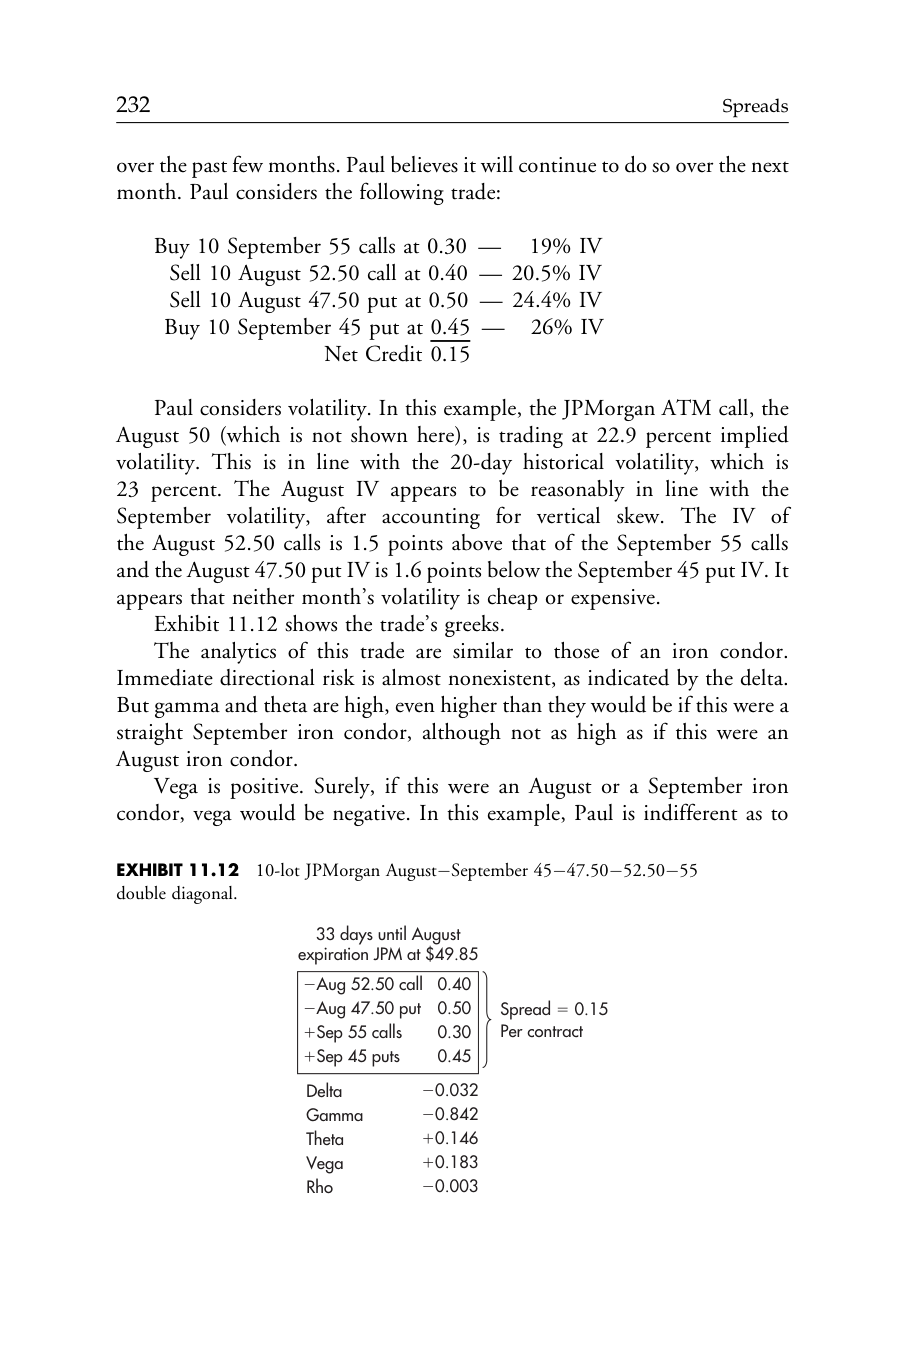 232 Spreads
over the past few months. Paul believes it will continue to do so over the next
month. Paul considers the following trade:
Buy 10 September 55 calls at 0.30 — 19% IV
Sell 10 August 52.50 call at 0.40 — 20.5% IV
Sell 10 August 47.50 put at 0.50 — 24.4% IV
Buy 10 September 45 put at 0.45 — 26% IV
Net Credit 0.15
Paul considers volatility. In this example, the JPMorgan ATM call, the
August 50 (which is not shown here), is trading at 22.9 percent implied
volatility. This is in line with the 20-day historical volatility, which is
23 percent. The August IV appears to be reasonably in line with the
September volatility, after accounting for vertical skew. The IV of
the August 52.50 calls is 1.5 points above that of the September 55 calls
and the August 47.50 put IV is 1.6 points below the September 45 put IV. It
appears that neither month’s volatility is cheap or expensive.
Exhibit 11.12 shows the trade’s greeks.
The analytics of this trade are similar to those of an iron condor.
Immediate directional risk is almost nonexistent, as indicated by the delta.
But gamma and theta are high, even higher than they would be if this were a
straight September iron condor, although not as high as if this were an
August iron condor.
Vega is positive. Surely, if this were an August or a September iron
condor, vega would be negative. In this example, Paul is indifferent as to
EXHIBIT 11.12 10-lot JPMorgan August–September 45–47.50–52.50–55
double diagonal.
33 days until August
expiration JPM at $49.85
−Aug 52.50 call 0.40
−Aug 47.50 put 0.50
+Sep 55 calls 0.30
+Sep 45 puts 0.45
Spread = 0.15
Per contract
Delta −0.032
Gamma −0.842
Theta +0.146
Vega +0.183
Rho −0.003